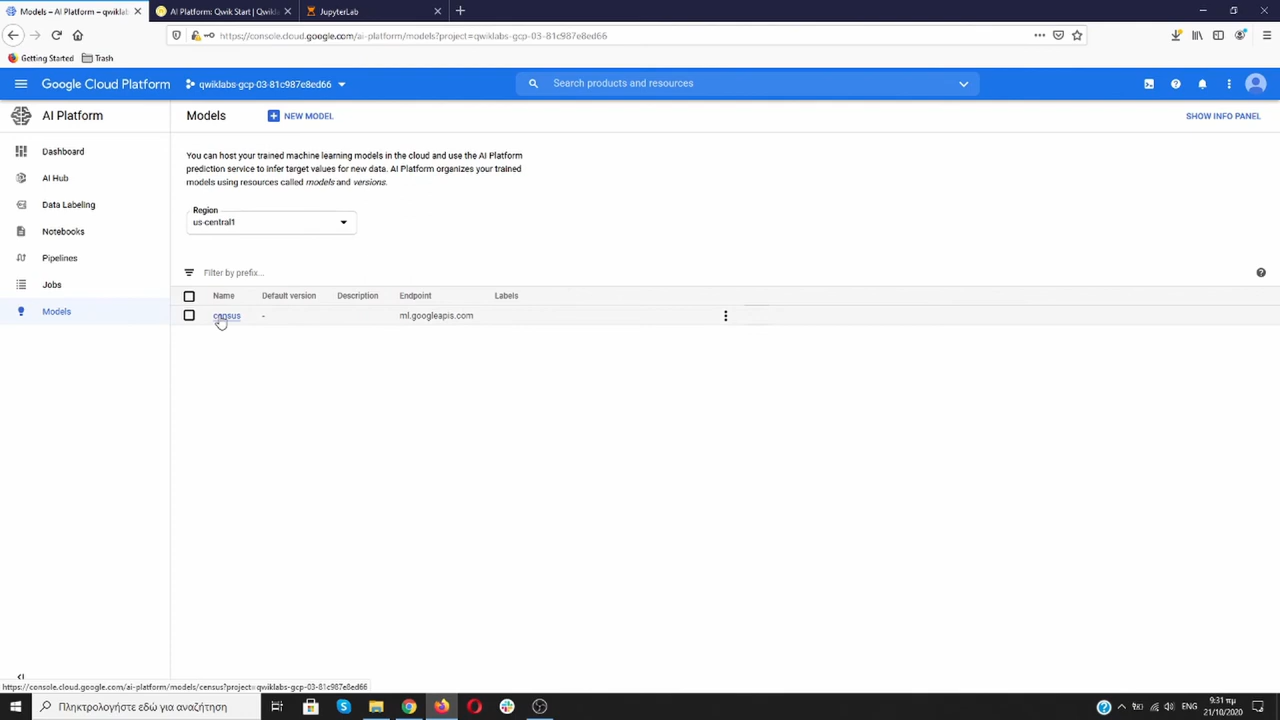 Models – AI Platform – qwiklab
AI Platform: Qwik Start | Qwikla
JupyterLab
https://console.cloud.google.com/ai-platform/models?project=qwiklabs-gcp-03-81c987e8ed66
Getting Started
Trash
Google Cloud Platform
qwiklabs-gcp-03-81c987e8ed66
Search products and resources
AI Platform
Models
NEW MODEL
SHOW INFO PANEL
Dashboard
AI Hub
Data Labeling
Notebooks
Pipelines
Jobs
Models
You can host your trained machine learning models in the cloud and use the AI Platform
prediction service to infer target values for new data. AI Platform organizes your trained
models using resources called models and versions.
Region
us-central1
Filter by prefix...
Name Default version Description Endpoint Labels
census - ml.googleapis.com
https://console.cloud.google.com/ai-platform/models/census?project=qwiklabs-gcp-03-81c987e8ed66
Πληκτρολογήστε εδώ για αναζήτηση
ENG
9:31 πμ
21/10/2020